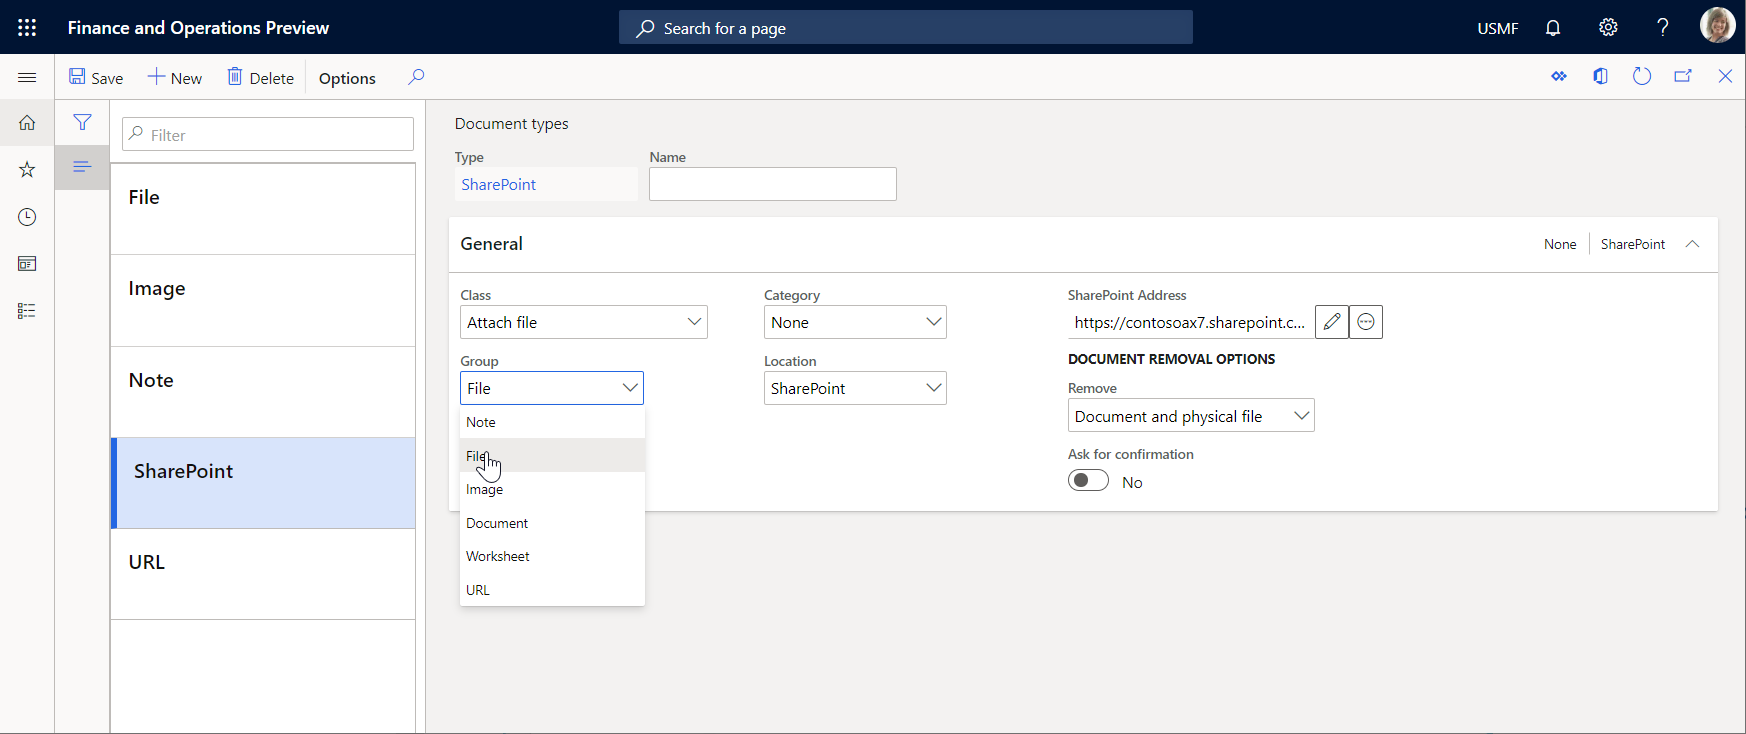 Finance and Operations Preview
Search for a page
USMF
Save
New
Delete
Options
Filter
File
Image
Note
SharePoint
URL
Document types
Type
Name
SharePoint
General
None
SharePoint
Class
Attach file
Category
None
SharePoint Address
https://contosoax7.sharepoint.c...
Group
File
Location
SharePoint
DOCUMENT REMOVAL OPTIONS
Remove
Document and physical file
Ask for confirmation
No
Note
File
Image
Document
Worksheet
URL